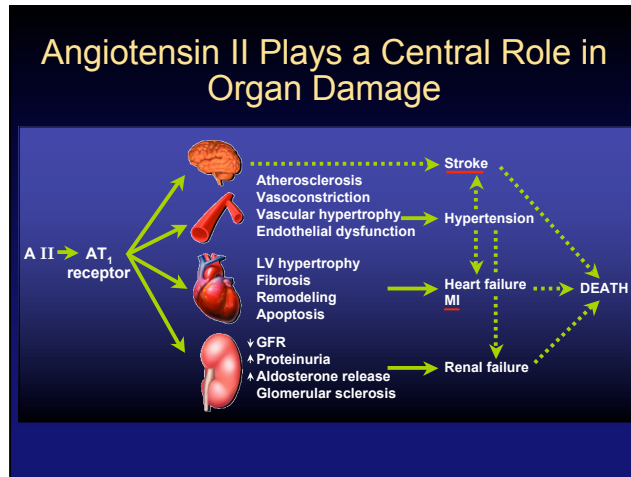 Angiotensin II Plays a Central Role in
Organ Damage
A II
AT1
receptor
Atherosclerosis
Vasoconstriction
Vascular hypertrophy
Endothelial dysfunction
LV hypertrophy
Fibrosis
Remodeling
Apoptosis
GFR
Proteinuria
Aldosterone release
Glomerular sclerosis
Stroke
Hypertension
Heart failure
MI
Renal failure
DEATH